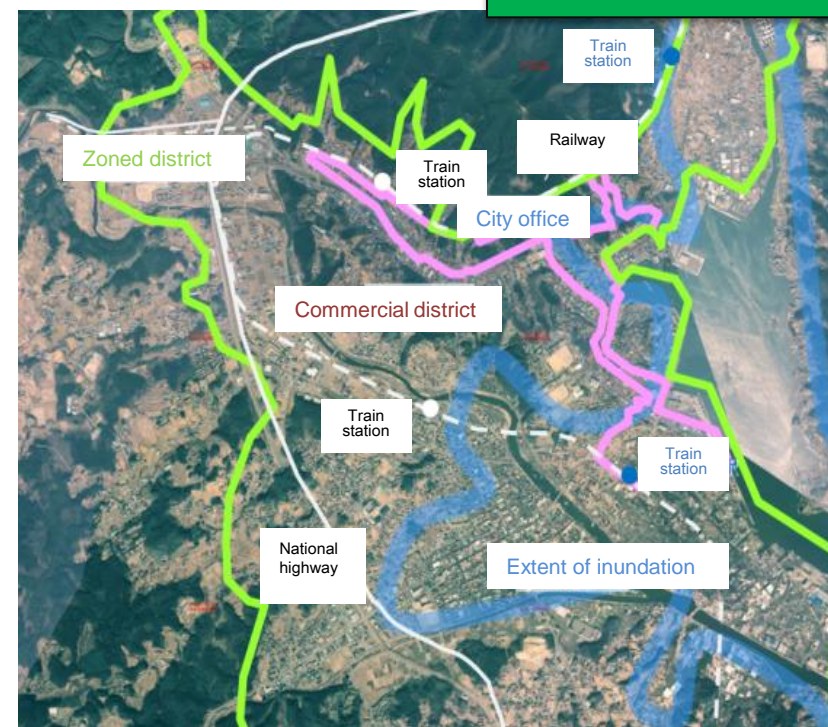 Train
station
Railway
Zoned district
Train
station
City office
Commercial district
Train
station
Train
station
National
highway
Extent of inundation